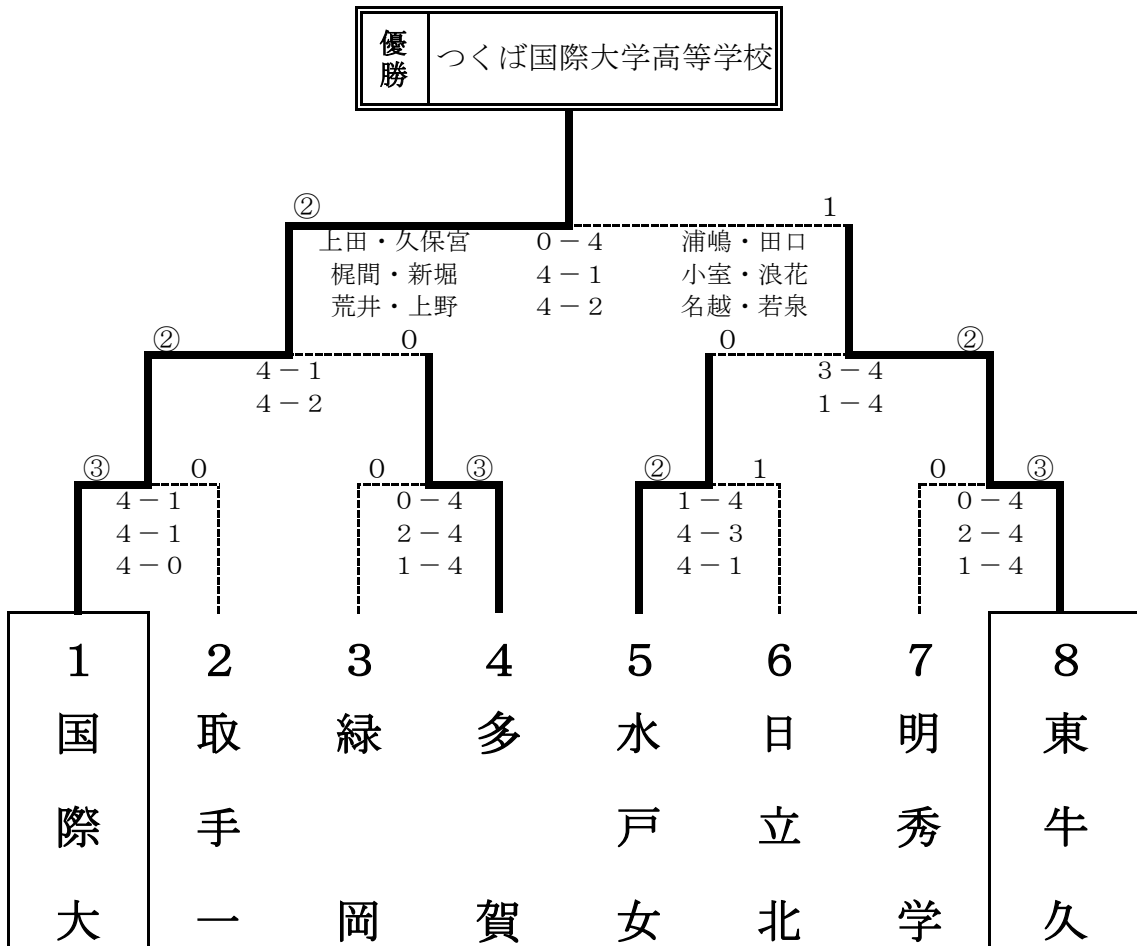 優勝 つくば国際大学高等学校
② 1
上田・久保宮 0－4 浦嶋・田口
梶間・新堀 4－1 小室・浪花
荒井・上野 4－2 名越・若泉
② 0 0 ②
4－1 3－4
4－2 1－4
③ 0 0 ③ ② 1 0 ③
4－1 0－4 1－4 0－4
4－1 2－4 4－3 2－4
4－0 1－4 4－1 1－4
1 2 3 4 5 6 7 8
国際大 取手一 緑岡 多賀 水戸女 日立北 明秀学 東牛久